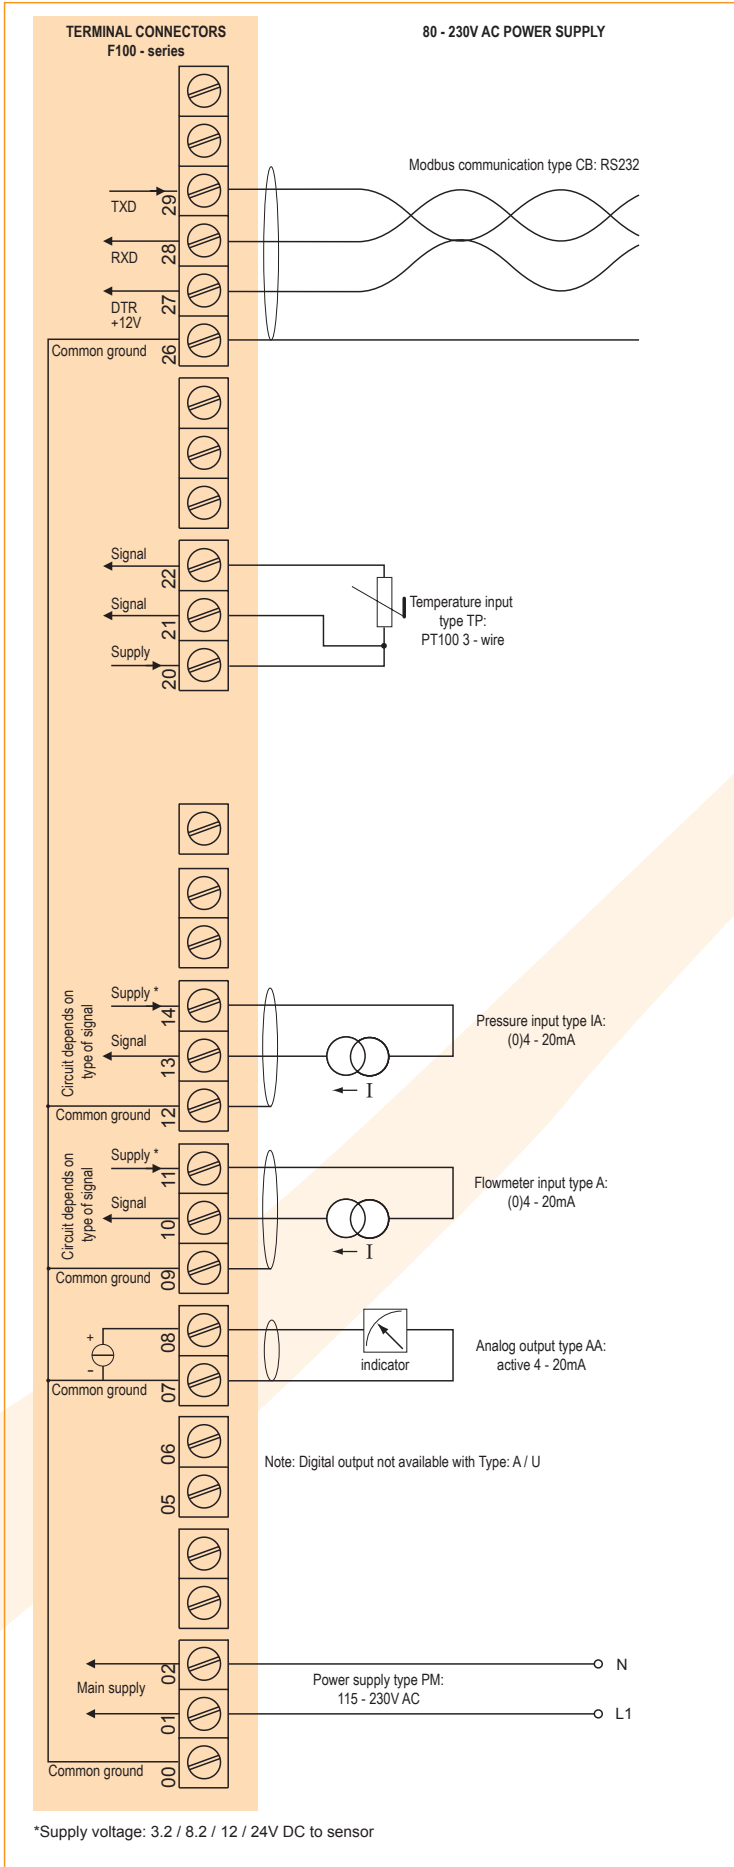 TERMINAL CONNECTORS
F100 - series
80 - 230V AC POWER SUPPLY
Modbus communication type CB: RS232
29
TXD
28
RXD
27
DTR
+12V
26
Common ground
22
Signal
21
Signal
20
Supply
Temperature input
type TP:
PT100 3 - wire
Circuit depends on
type of signal
Supply *
14
Signal
13
Common ground
12
I
Pressure input type IA:
(0)4 - 20mA
Circuit depends on
type of signal
Supply *
11
Signal
10
Common ground
09
I
Flowmeter input type A:
(0)4 - 20mA
+
-
08
Common ground
07
indicator
Analog output type AA:
active 4 - 20mA
06
05
Note: Digital output not available with Type: A / U
02
Main supply
01
Common ground
00
Power supply type PM:
115 - 230V AC
N
L1
*Supply voltage: 3.2 / 8.2 / 12 / 24V DC to sensor